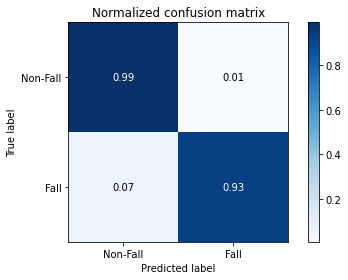 Normalized confusion matrix
True label
Non-Fall
0.99
0.01
Fall
0.07
0.93
Non-Fall
Fall
Predicted label
0.8
0.6
0.4
0.2